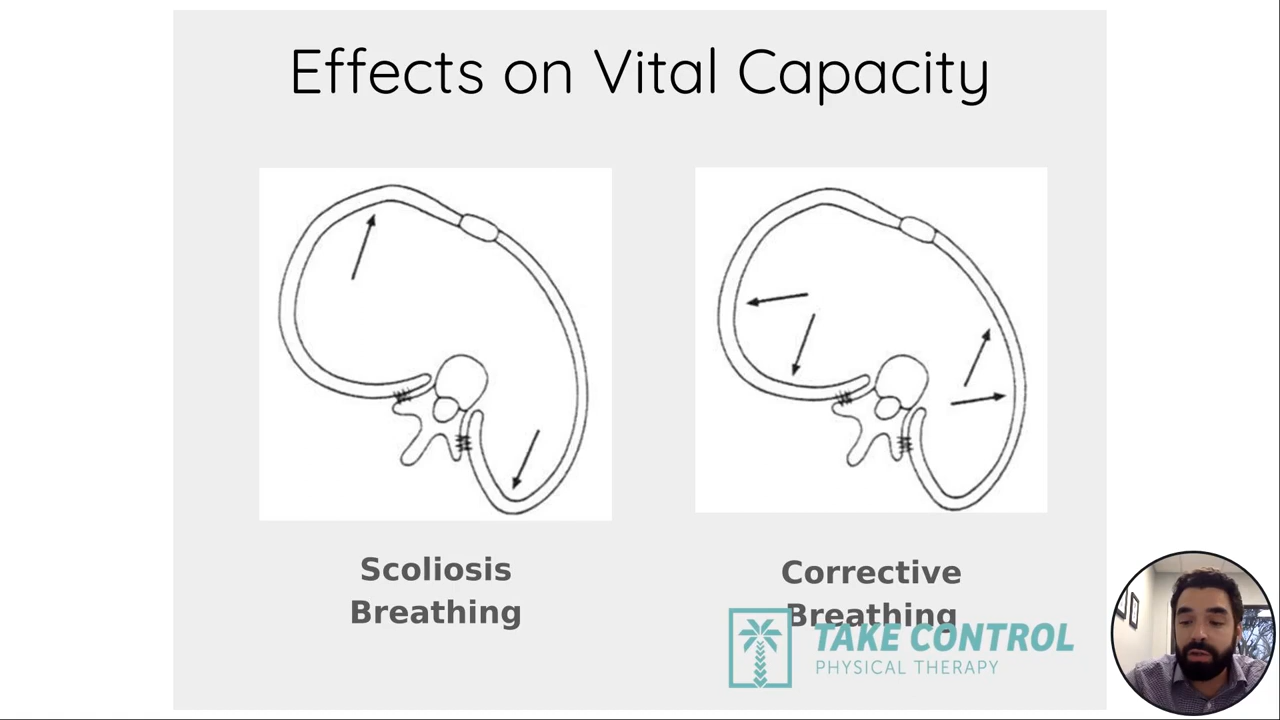 Effects on Vital Capacity
Scoliosis
Breathing
Corrective
Breathing
TAKE CONTROL
PHYSICAL THERAPY